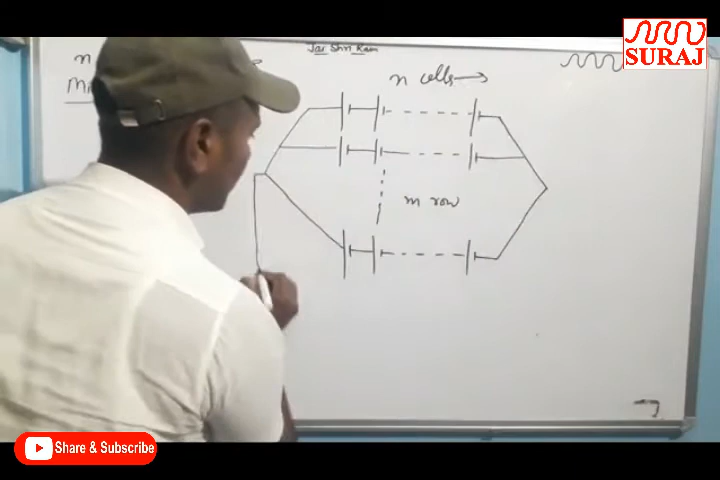 Jai Shri Ram
SURAJ
n
n cells
m row
Share & Subscribe